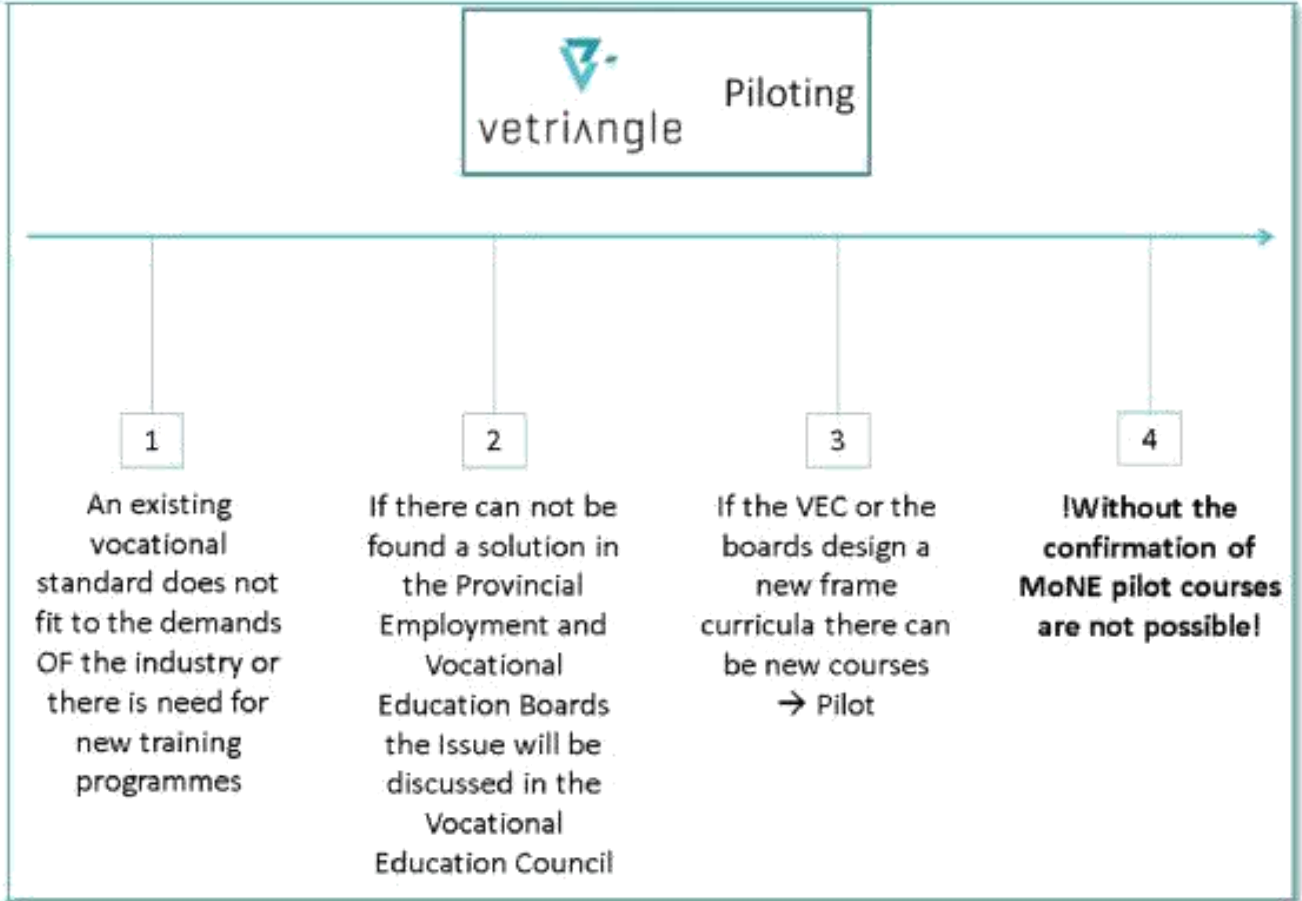 vetriʌngle
Piloting
1
An existing
vocational
standard does not
fit to the demands
OF the industry or
there is need for
new training
programmes
2
If there can not be
found a solution in
the Provincial
Employment and
Vocational
Education Boards
the Issue will be
discussed in the
Vocational
Education Council
3
If the VEC or the
boards design a
new frame
curricula there can
be new courses
→ Pilot
4
!Without the
confirmation of
MoNE pilot courses
are not possible!